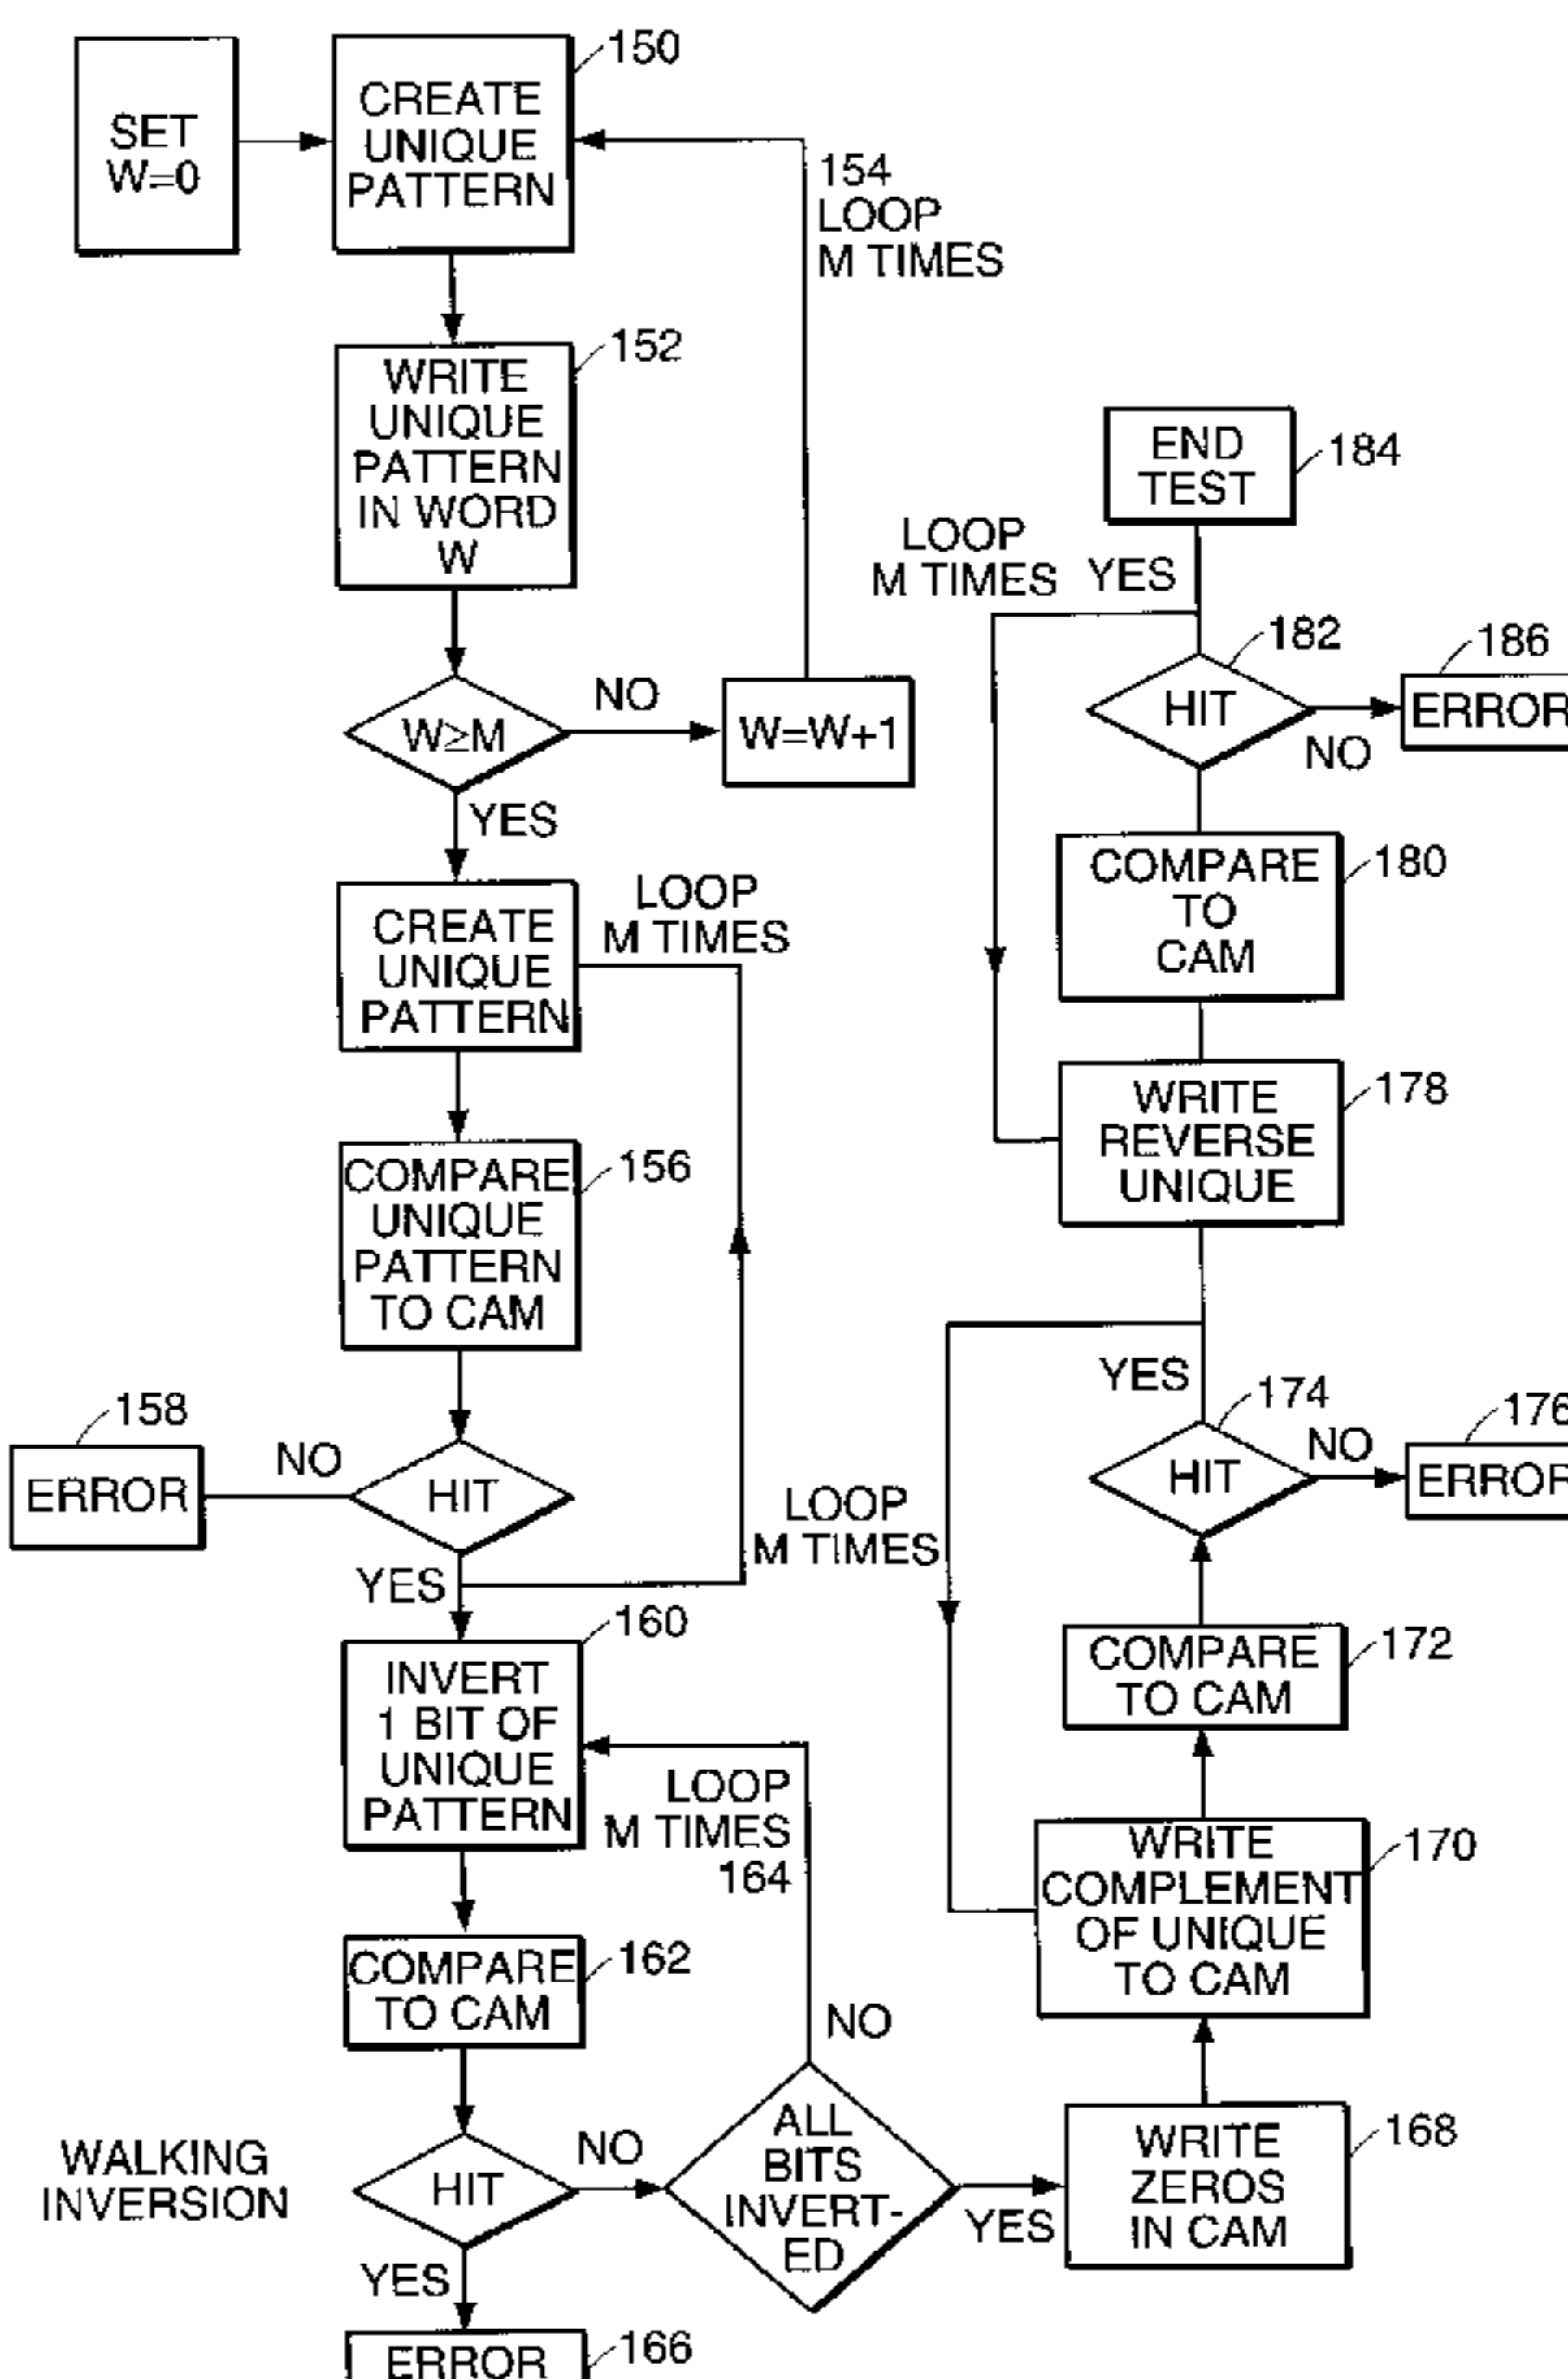 150
SET
W=0
CREATE
UNIQUE
PATTERN
154
LOOP
M TIMES
152
WRITE
UNIQUE
PATTERN
IN WORD
W
W≥M
NO
W=W+1
YES
CREATE
UNIQUE
PATTERN
LOOP
M TIMES
COMPARE
UNIQUE
PATTERN
TO CAM
156
158
ERROR
NO
HIT
YES
160
INVERT
1 BIT OF
UNIQUE
PATTERN
LOOP
M TIMES
164
COMPARE
TO CAM
162
WALKING
INVERSION
HIT
NO
YES
ERROR
166
ALL
BITS
INVERT-
ED
NO
YES
WRITE
ZEROS
IN CAM
168
WRITE
COMPLEMENT
OF UNIQUE
TO CAM
170
COMPARE
TO CAM
172
LOOP
M TIMES
HIT
174
YES
NO
176
ERROR
WRITE
REVERSE
UNIQUE
178
COMPARE
TO
CAM
180
HIT
182
NO
186
ERROR
LOOP
M TIMES
YES
END
TEST
184